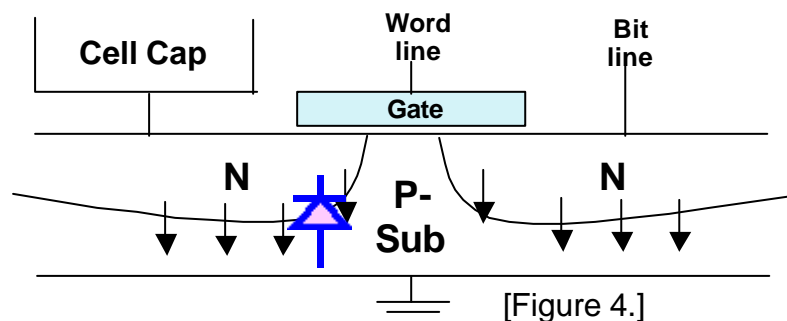 Cell Cap
Word
line
Bit
line
Gate
N
P-
Sub
N
[Figure 4.]